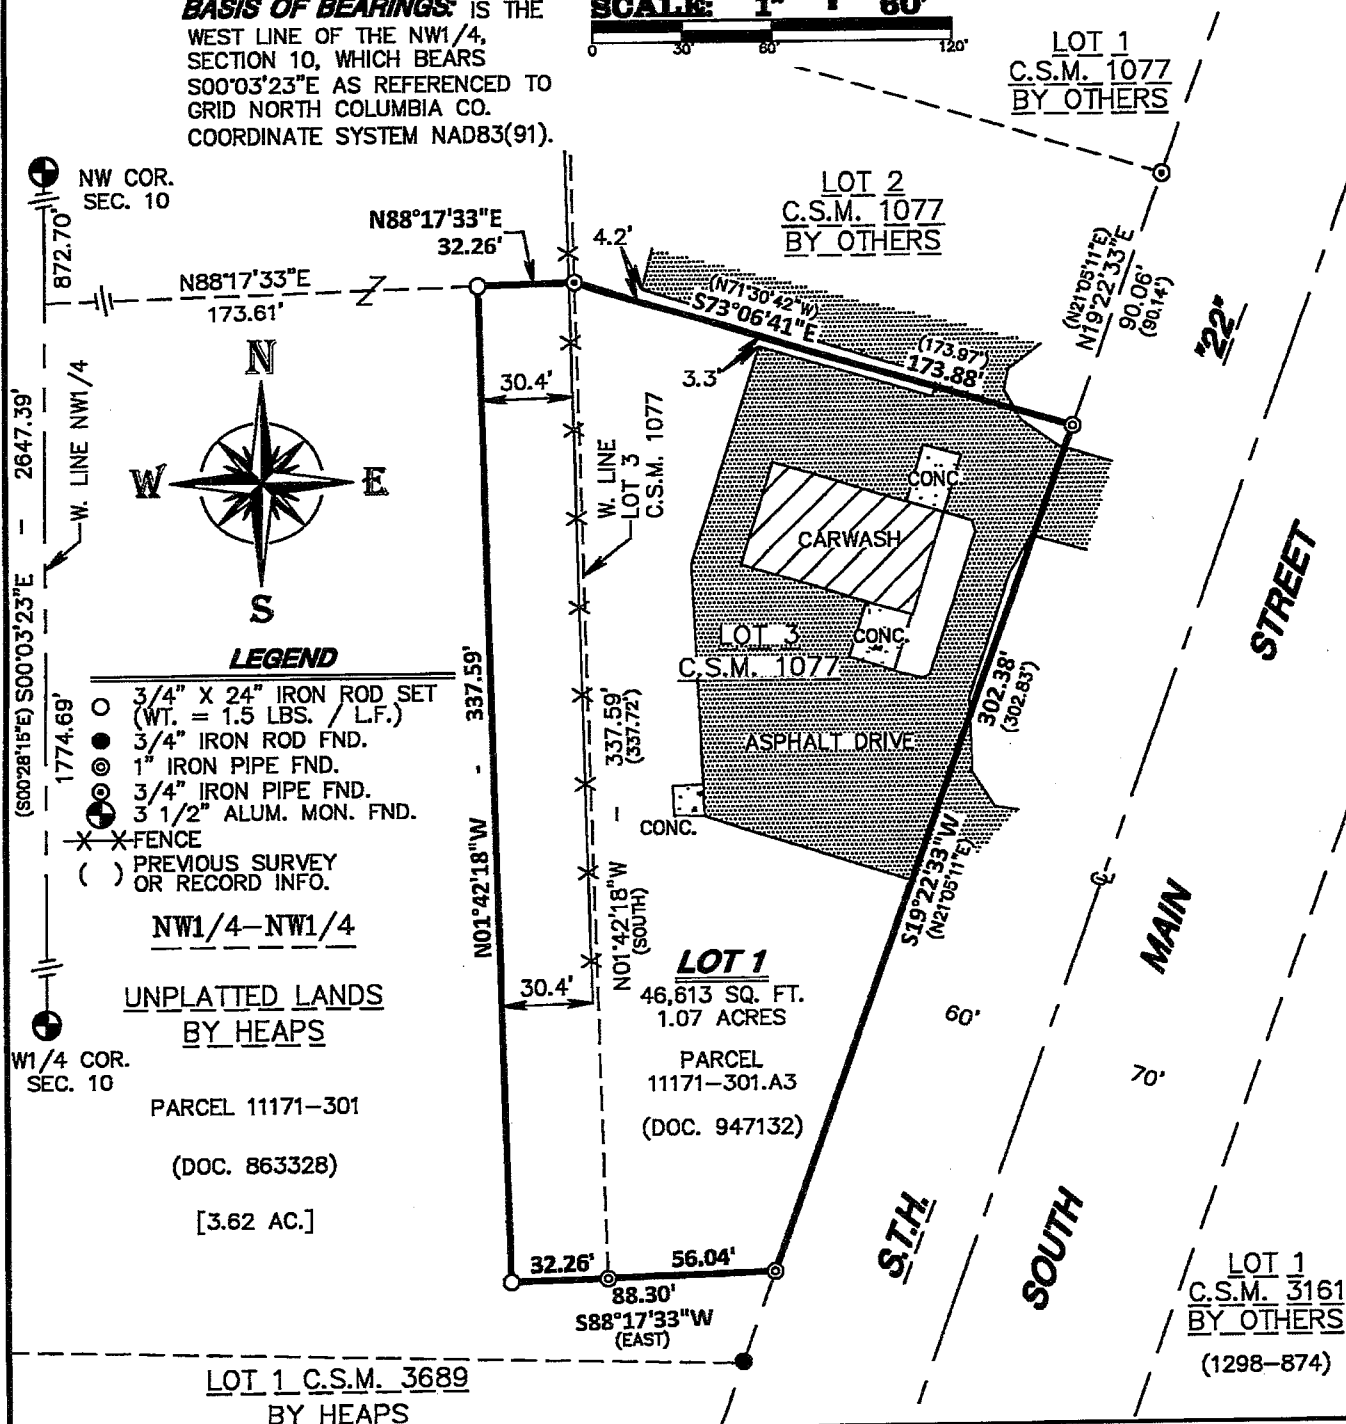 BASIS OF BEARINGS: IS THE
WEST LINE OF THE NW1/4,
SECTION 10, WHICH BEARS
S00°03'23"E AS REFERENCED TO
GRID NORTH COLUMBIA CO.
COORDINATE SYSTEM NAD83(91).
SCALE: 1" : 60'
0 30' 60' 120'
LOT 1
C.S.M. 1077
BY OTHERS
NW COR.
SEC. 10
872.70'
N88°17'33"E
32.26'
4.2'
LOT 2
C.S.M. 1077
BY OTHERS
(N21°05'11"E)
N19°22'33"E
90.06'
(90.14')
"22"
N88°17'33"E
173.61'
(N71°30'42"W)
S73°06'41"E
(173.97')
173.88'
3.3'
N
W
E
S
30.4'
W. LINE NW1/4
(S00°28'15"E) S00°03'23"E - 2647.39'
1774.69'
W. LINE
LOT 3
C.S.M. 1077
CONC
CARWASH
CONC.
LOT 3
C.S.M. 1077
ASPHALT DRIVE
CONC.
STREET
302.38'
(302.83')
LEGEND
3/4" X 24" IRON ROD SET
(WT. = 1.5 LBS. / L.F.)
3/4" IRON ROD FND.
1" IRON PIPE FND.
3/4" IRON PIPE FND.
3 1/2" ALUM. MON. FND.
X X FENCE
( ) PREVIOUS SURVEY
OR RECORD INFO.
N01°42'18"W - 337.59'
N01°42'18"W - 337.59'
(SOUTH) (337.72')
S19°22'33"W
(N21°05'11"E)
CL
MAIN
NW1/4-NW1/4
UNPLATTED LANDS
BY HEAPS
30.4'
LOT 1
46,613 SQ. FT.
1.07 ACRES
PARCEL
11171-301.A3
(DOC. 947132)
60'
70'
W1/4 COR.
SEC. 10
PARCEL 11171-301
(DOC. 863328)
[3.62 AC.]
S.T.H.
SOUTH
32.26'
56.04'
88.30'
S88°17'33"W
(EAST)
LOT 1
C.S.M. 3161
BY OTHERS
(1298-874)
LOT 1 C.S.M. 3689
BY HEAPS